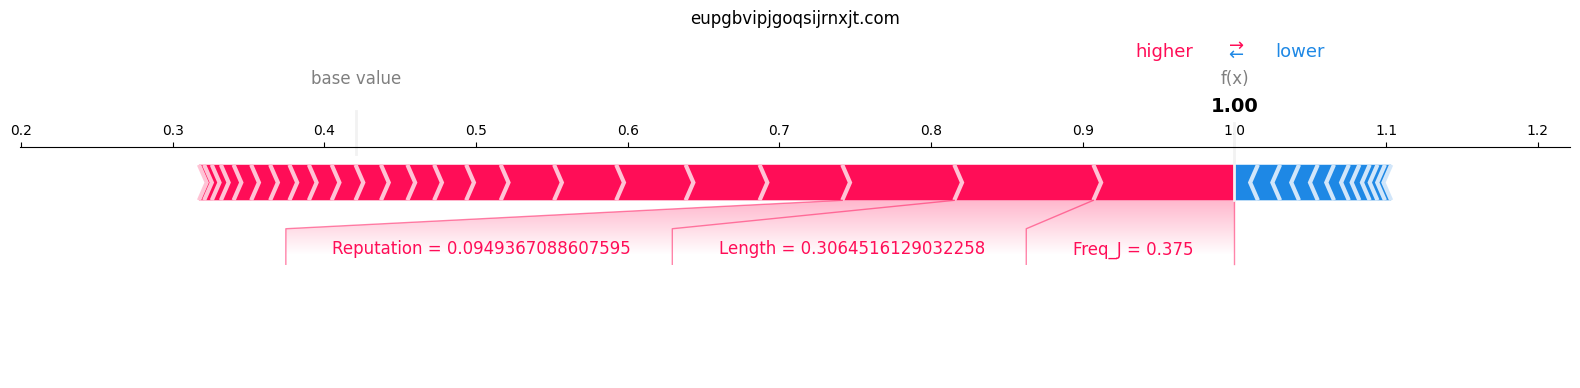 eupgbvipjgoqsijrnxjt.com
higher ⇄ lower
base value f(x)
1.00
0.2 0.3 0.4 0.5 0.6 0.7 0.8 0.9 1.0 1.1 1.2
Reputation = 0.0949367088607595 Length = 0.3064516129032258 Freq_J = 0.375